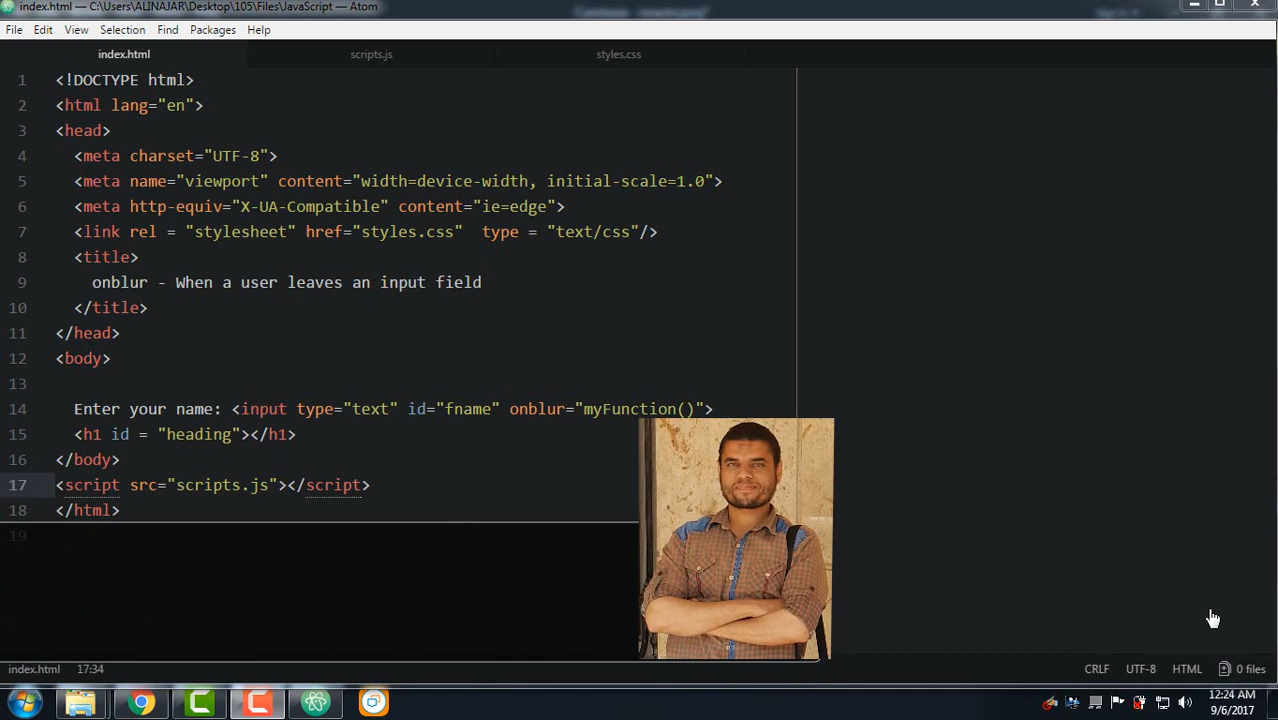 index.html — C:\Users\ALINAJAR\Desktop\105\Files\JavaScript — Atom
File Edit View Selection Find Packages Help
index.html scripts.js styles.css
1 <!DOCTYPE html>
2 <html lang="en">
3 <head>
4 <meta charset="UTF-8">
5 <meta name="viewport" content="width=device-width, initial-scale=1.0">
6 <meta http-equiv="X-UA-Compatible" content="ie=edge">
7 <link rel = "stylesheet" href="styles.css"  type = "text/css"/>
8 <title>
9 onblur - When a user leaves an input field
10 </title>
11 </head>
12 <body>
13
14 Enter your name: <input type="text" id="fname" onblur="myFunction()">
15 <h1 id = "heading"></h1>
16 </body>
17 <script src="scripts.js"></script>
18 </html>
19
index.html 17:34 CRLF UTF-8 HTML 0 files
12:24 AM
9/6/2017